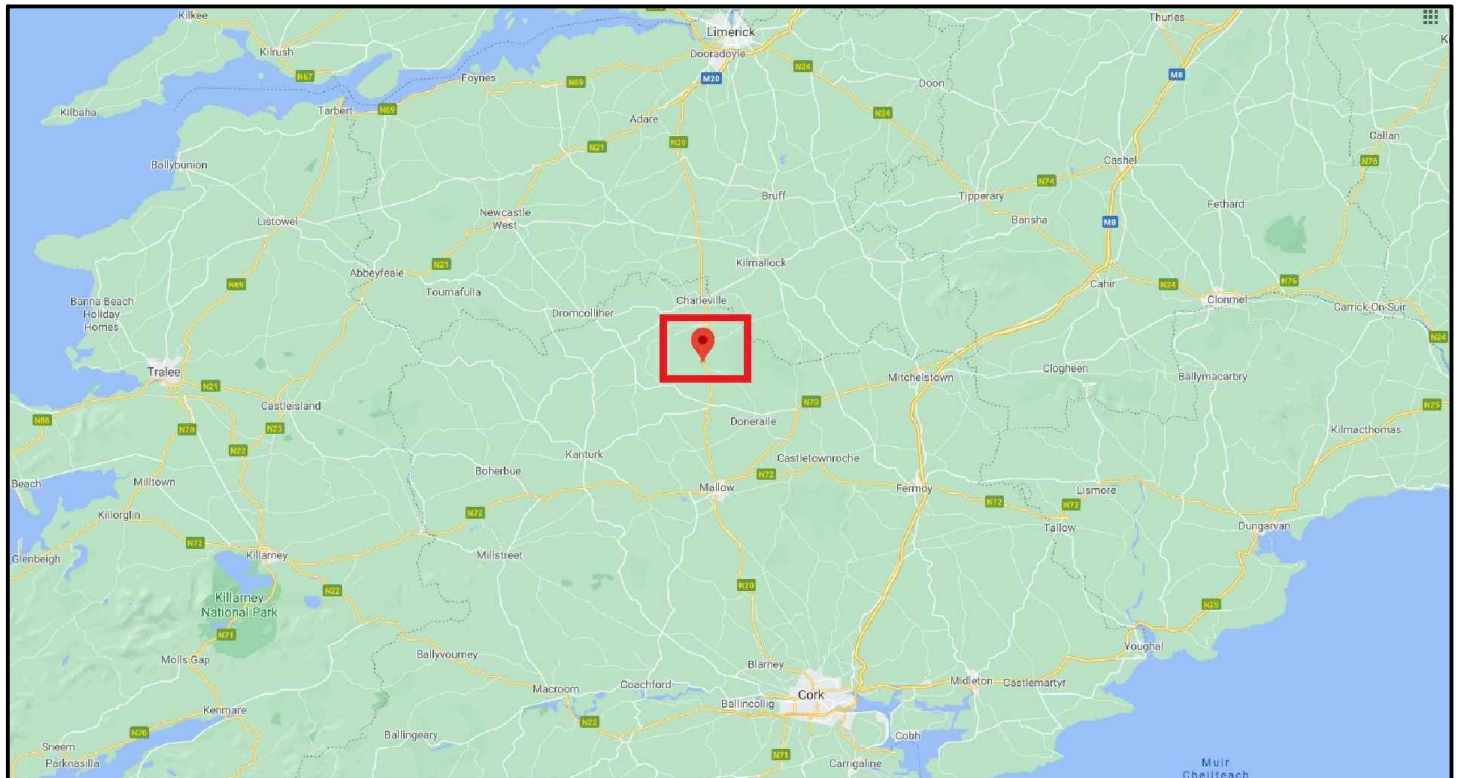 Kilkee
Thurles
Limerick
Kilrush
Dooradoyle
N24
N67
Foynes
M20
M8
N69
Doon
Kilbaha
Tarbert
N69
N24
Adare
Callan
N20
N21
Cashel
Ballybunion
N76
N74
Bruff
Tipperary
Fethard
Newcastle
West
Listowel
Bansha
M8
N21
Kilmallock
Abbeyfeale
N69
Cahir
N24
N76
Tournafulla
Charleville
Clonmel
Banna Beach
Holiday
Homes
Dromcolliher
Carrick-On-Suir
N24
Tralee
Clogheen
Mitchelstown
Ballymacarbry
N21
N73
Castleisland
N25
N86
Doneraile
N70
N23
Kilmacthomas
N22
Kanturk
Castletownroche
Boherbue
Beach
Milltown
N72
Mallow
Fermoy
Lismore
N72
Killorglin
N72
N72
Tallow
Dungarvan
N72
Glenbeigh
Killarney
Millstreet
N20
N22
Killarney
National Park
N25
N71
Youghal
Molls Gap
Ballyvourney
Blarney
Macroom
Coachford
Cork
Midleton
Castlemartyr
Ballincollig
Kenmare
N22
N70
Ballingeary
Cobh
Sneem
N71
Parknasilla
Carrigaline
Muir
Cheilteach